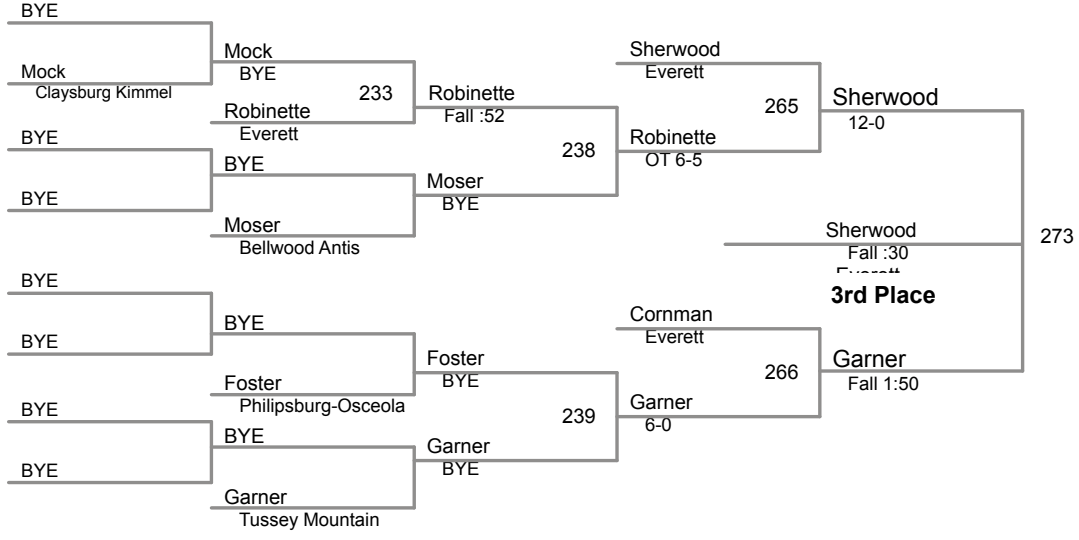 BYE
Mock
Claysburg Kimmel
BYE
BYE
BYE
BYE
BYE
BYE
Mock
BYE
233
Robinette
Everett
BYE
Moser
Bellwood Antis
BYE
Foster
Philipsburg-Osceola
BYE
Garner
Tussey Mountain
Robinette
Fall :52
238
Moser
BYE
Foster
BYE
239
Garner
BYE
Sherwood
Everett
265
Robinette
OT 6-5
Cornman
Everett
266
Garner
6-0
Sherwood
12-0
Sherwood
Fall :30
273
3rd Place
Garner
Fall 1:50